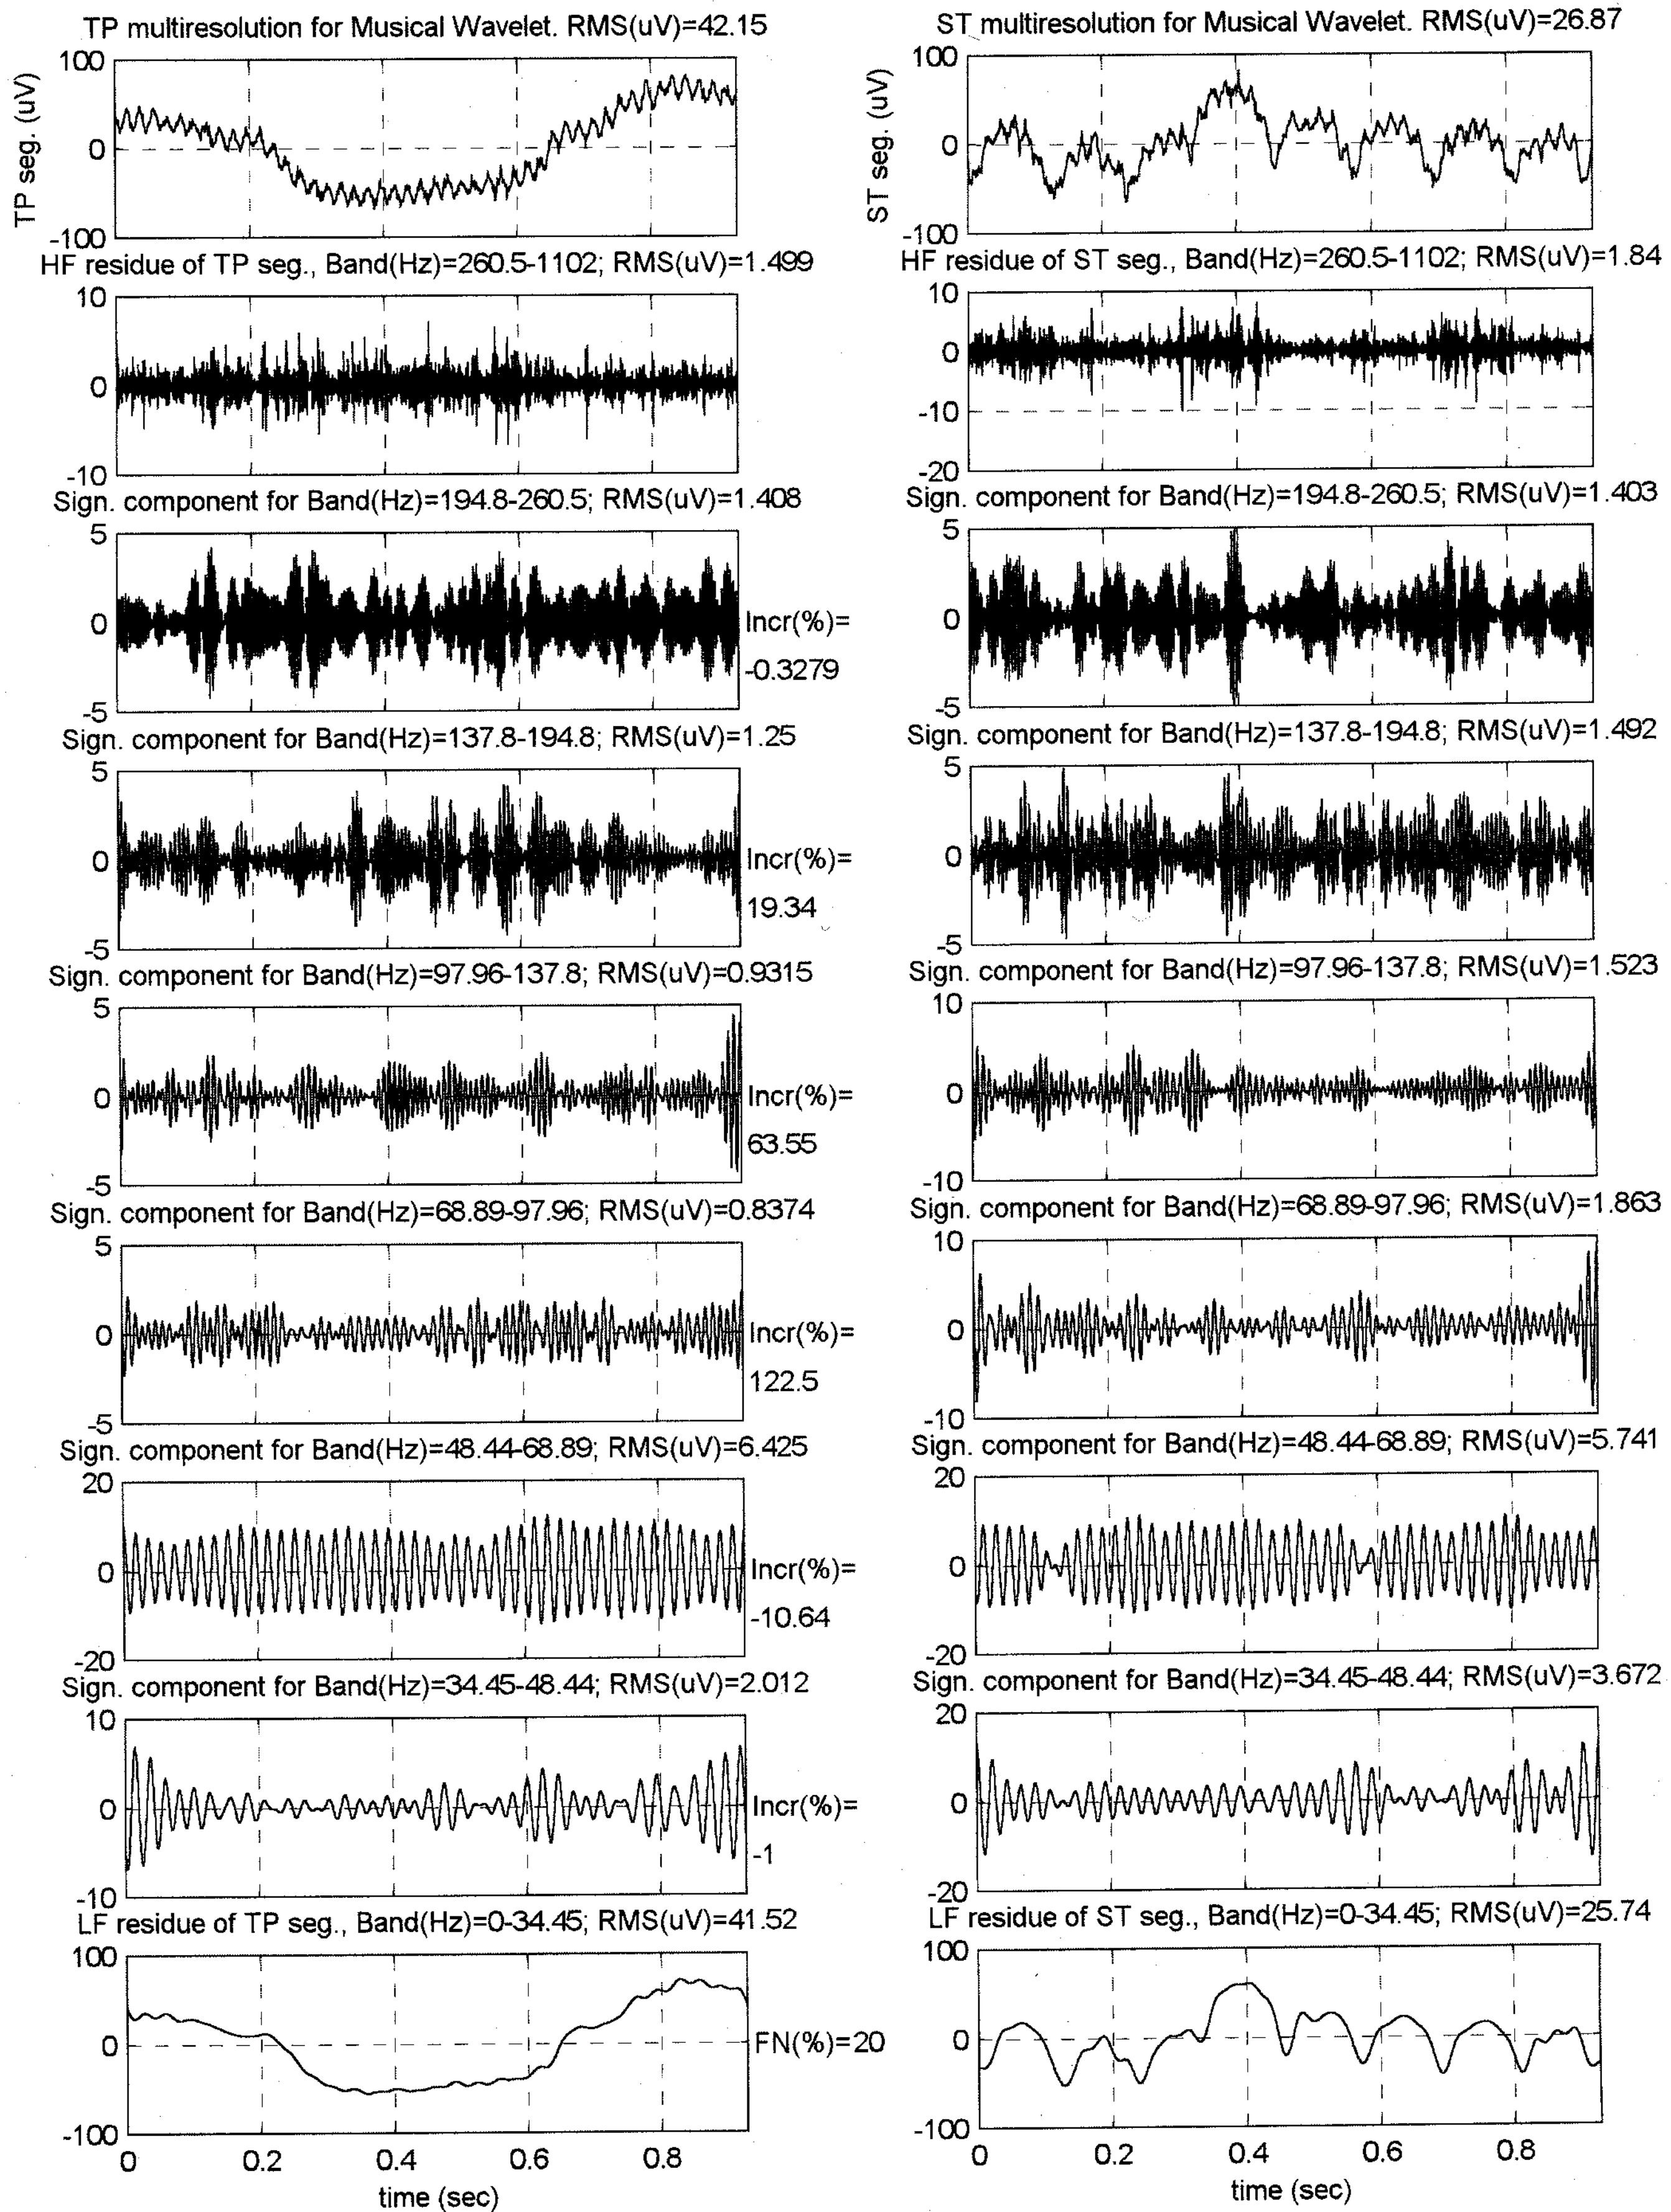 TP multiresolution for Musical Wavelet. RMS(uV)=42.15
TP seg. (uV)
100
0
-100
HF residue of TP seg., Band(Hz)=260.5-1102; RMS(uV)=1.499
10
0
-10
Sign. component for Band(Hz)=194.8-260.5; RMS(uV)=1.408
5
0
-5
Incr(%)=
-0.3279
Sign. component for Band(Hz)=137.8-194.8; RMS(uV)=1.25
5
0
-5
Incr(%)=
19.34
Sign. component for Band(Hz)=97.96-137.8; RMS(uV)=0.9315
5
0
-5
Incr(%)=
63.55
Sign. component for Band(Hz)=68.89-97.96; RMS(uV)=0.8374
5
0
-5
Incr(%)=
122.5
Sign. component for Band(Hz)=48.44-68.89; RMS(uV)=6.425
20
0
-20
Incr(%)=
-10.64
Sign. component for Band(Hz)=34.45-48.44; RMS(uV)=2.012
10
0
-10
Incr(%)=
-1
LF residue of TP seg., Band(Hz)=0-34.45; RMS(uV)=41.52
100
0
-100
FN(%)=20
0 0.2 0.4 0.6 0.8
time (sec)
ST multiresolution for Musical Wavelet. RMS(uV)=26.87
ST seg. (uV)
100
0
-100
HF residue of ST seg., Band(Hz)=260.5-1102; RMS(uV)=1.84
10
0
-10
-20
Sign. component for Band(Hz)=194.8-260.5; RMS(uV)=1.403
5
0
-5
Sign. component for Band(Hz)=137.8-194.8; RMS(uV)=1.492
5
0
-5
Sign. component for Band(Hz)=97.96-137.8; RMS(uV)=1.523
10
0
-10
Sign. component for Band(Hz)=68.89-97.96; RMS(uV)=1.863
10
0
-10
Sign. component for Band(Hz)=48.44-68.89; RMS(uV)=5.741
20
0
-20
Sign. component for Band(Hz)=34.45-48.44; RMS(uV)=3.672
20
0
-20
LF residue of ST seg., Band(Hz)=0-34.45; RMS(uV)=25.74
100
0
-100
0 0.2 0.4 0.6 0.8
time (sec)